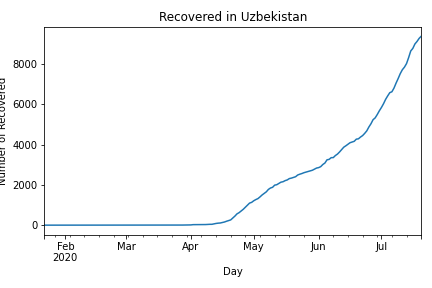 Recovered in Uzbekistan
Number of Recovered
8000
6000
4000
2000
0
Feb
2020
Mar
Apr
May
Jun
Jul
Day